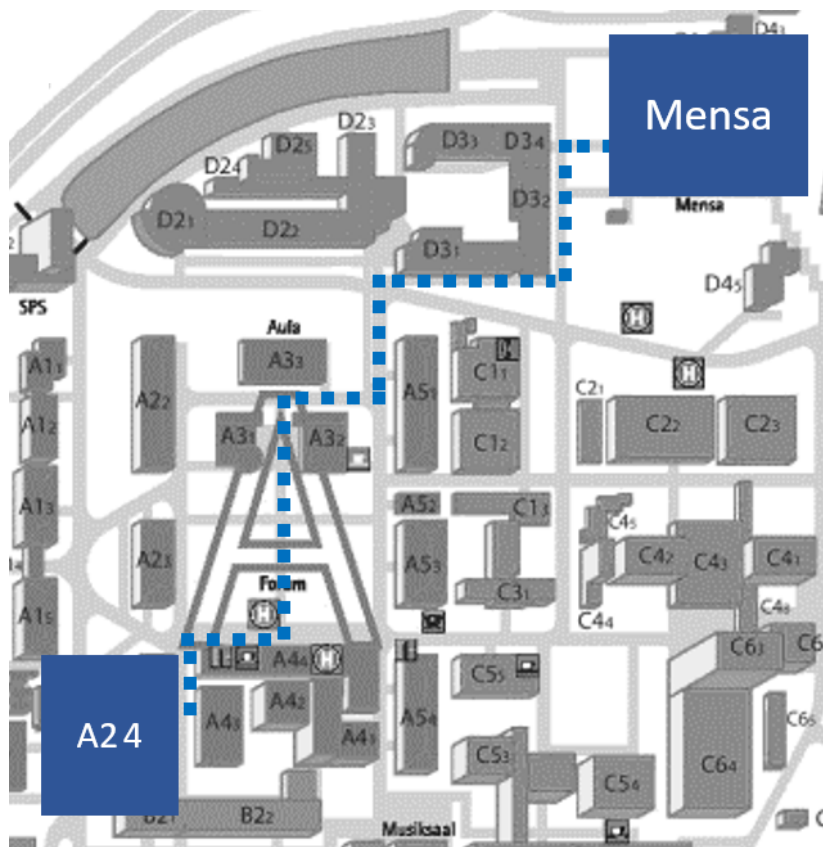 D4₃
Mensa
D2₃
D3₃ D3₄
D2₅
D2₄
D3₂
Mensa
D2₁
D2₂
D3₁
D4₅
SPS
H
Aula
A1₁
A3₃
C1₁
H
A2₂
A5₁
C2₁
A1₂
A3₁
A3₂
C1₂
C2₂
C2₃
A1₃
A5₂
C1₃
C4₅
A2₃
A5₃
C4₂
C4₃
C4₁
Forum
C3₁
H
C4₄
C4₈
A1₅
A4₄
H
C6₃
C5₅
A4₂
A24
A4₃
A5₄
C6₅
C5₃
C6₄
C5₄
B2₁
B2₂
Musiksaal